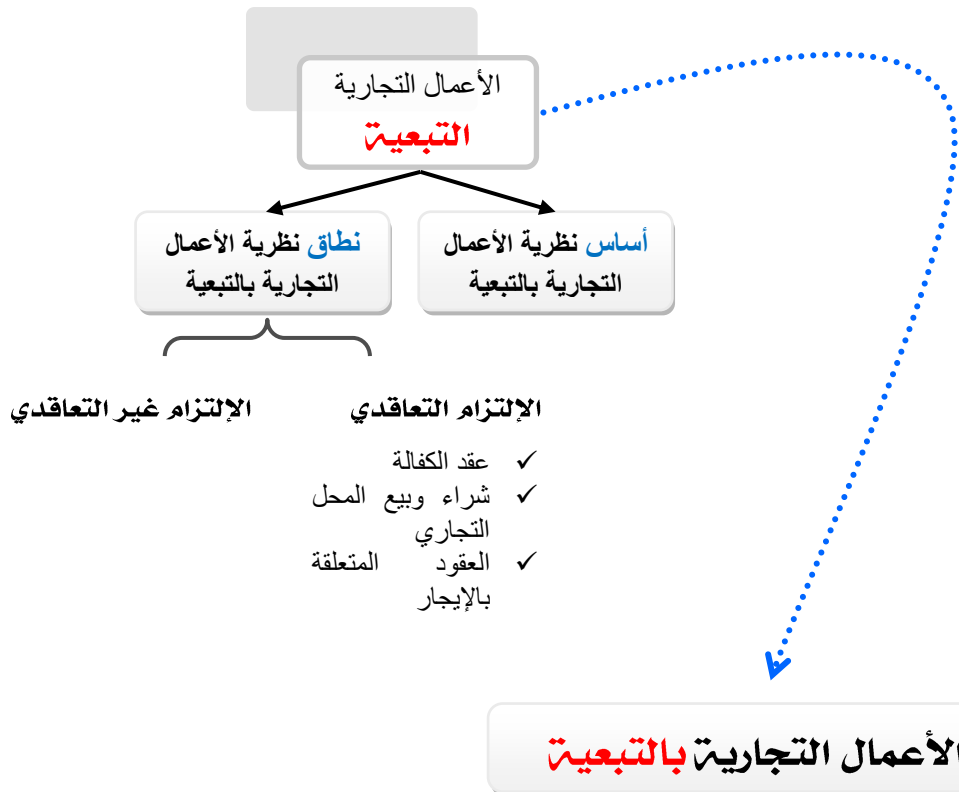 الأعمال التجارية
التبعية
أساس نظرية الأعمال
التجارية بالتبعية
نطاق نظرية الأعمال
التجارية بالتبعية
الإلتزام التعاقدي
✓ عقد الكفالة
✓ شراء وبيع المحل
التجاري
✓ العقود المتعلقة
بالإيجار
الإلتزام غير التعاقدي
الأعمال التجارية بالتبعية